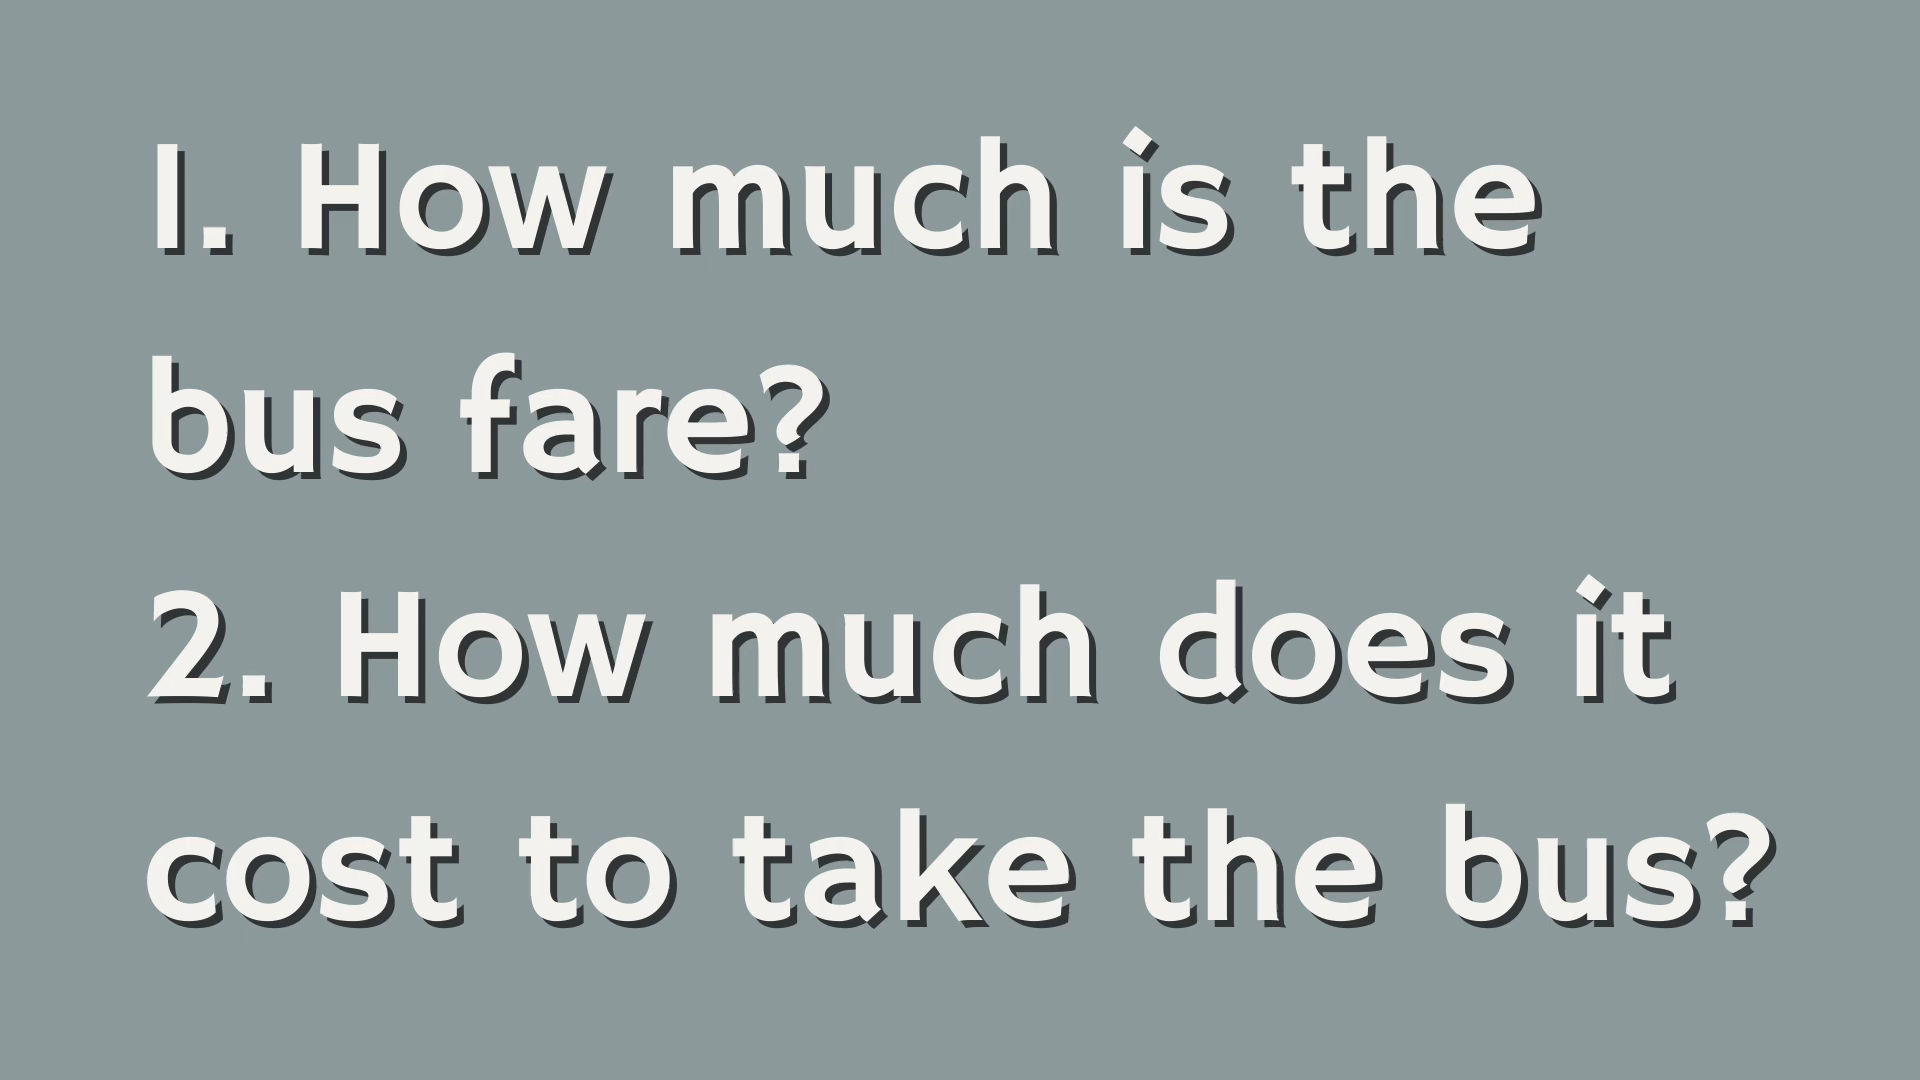 1. How much is the
bus fare?
2. How much does it
cost to take the bus?